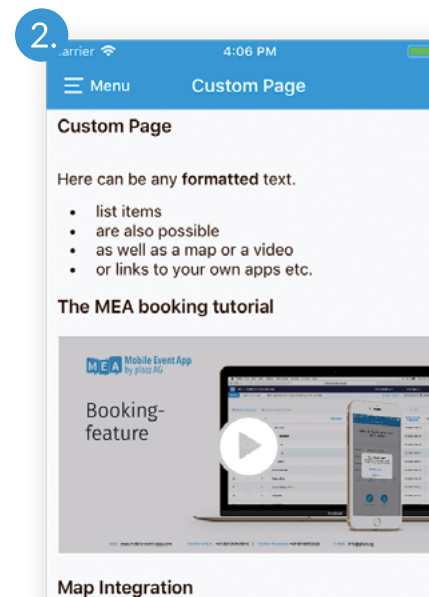 2.
arrier 4:06 PM
Menu Custom Page
Custom Page
Here can be any formatted text.
• list items
• are also possible
• as well as a map or a video
• or links to your own apps etc.
The MEA booking tutorial
MEA Mobile Event App
by plazz AG
Booking-
feature
Map Integration